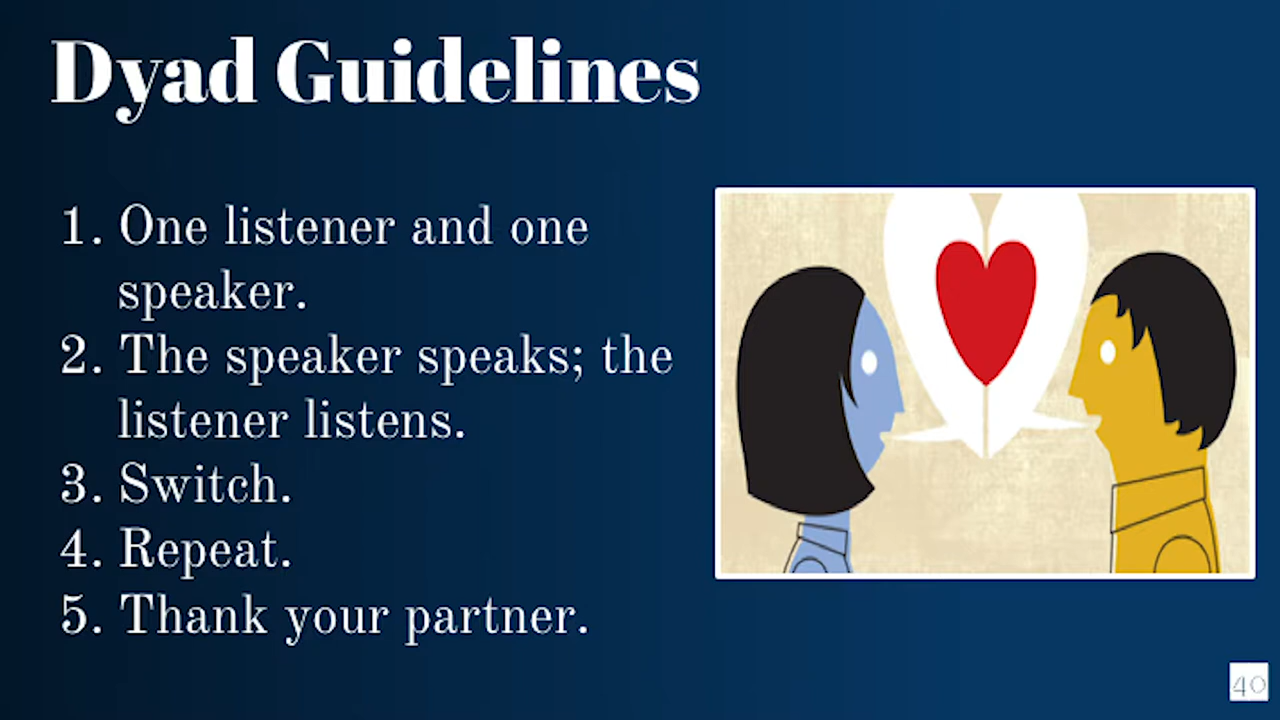 Dyad Guidelines
1. One listener and one
speaker.
2. The speaker speaks; the
listener listens.
3. Switch.
4. Repeat.
5. Thank your partner.
40